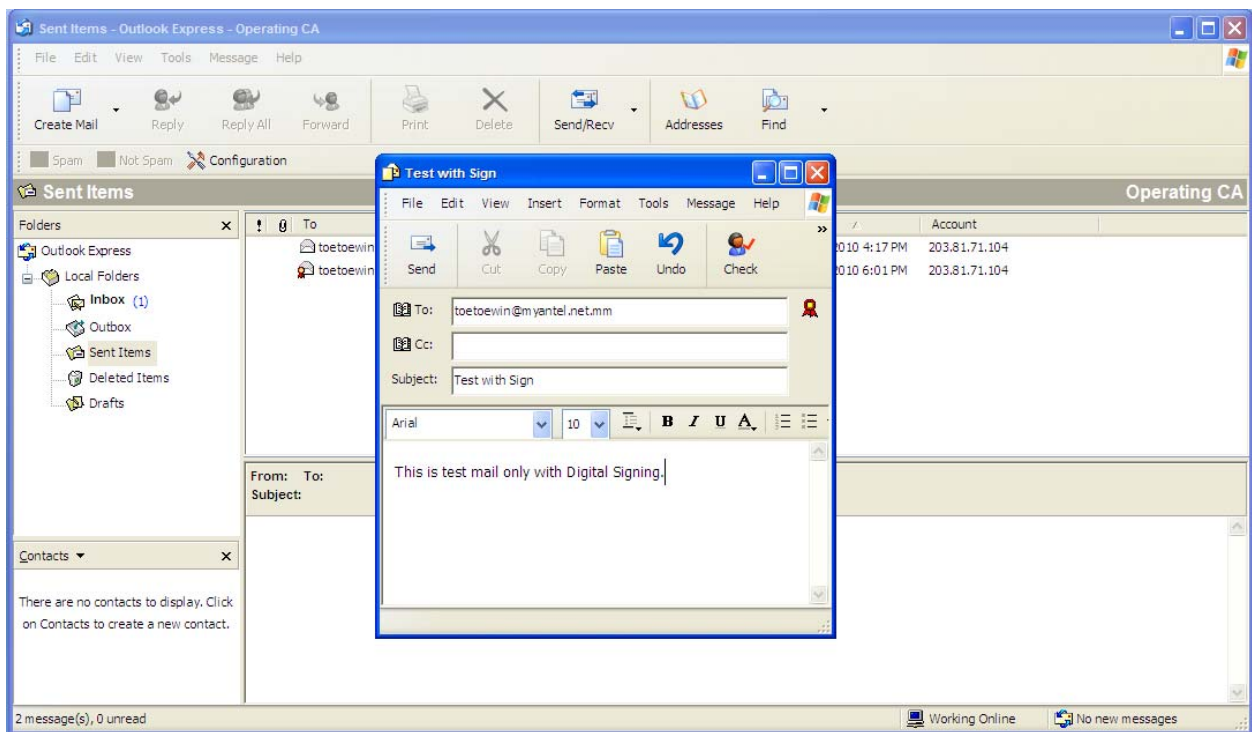 Sent Items - Outlook Express - Operating CA
File Edit View Tools Message Help
Create Mail Reply Reply All Forward Print Delete Send/Recv Addresses Find
Spam Not Spam Configuration
Sent Items Operating CA
Folders x
Outlook Express
Local Folders
Inbox (1)
Outbox
Sent Items
Deleted Items
Drafts
! To Account
toetoewin 2010 4:17 PM 203.81.71.104
toetoewin 2010 6:01 PM 203.81.71.104
From: To:
Subject:
Test with Sign
File Edit View Insert Format Tools Message Help
Send Cut Copy Paste Undo Check »
To: toetoewin@myantel.net.mm
Cc:
Subject: Test with Sign
Arial 10 B I U A
This is test mail only with Digital Signing.
Contacts x
There are no contacts to display. Click
on Contacts to create a new contact.
2 message(s), 0 unread Working Online No new messages